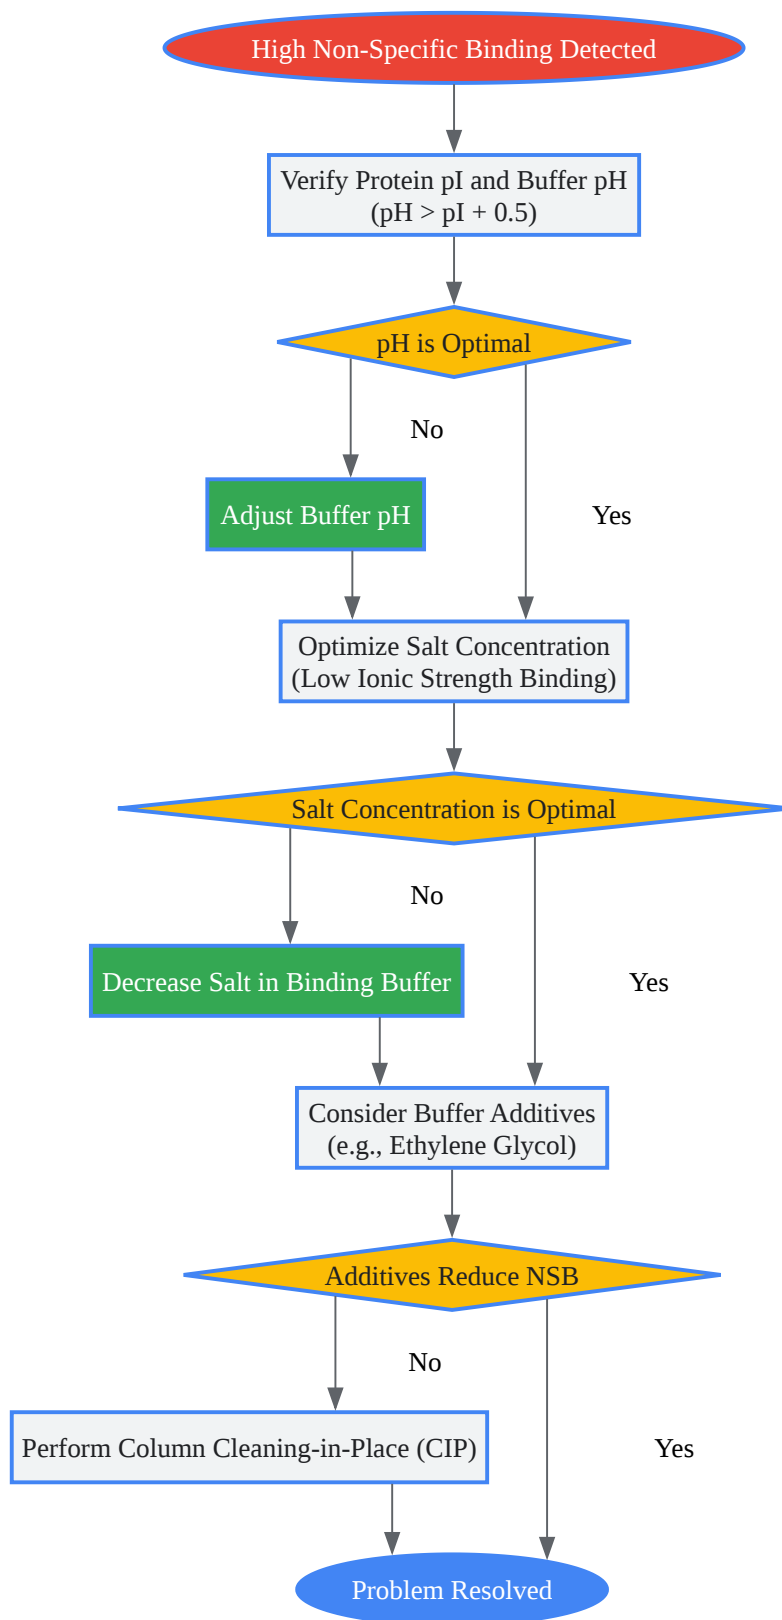 High Non-Specific Binding Detected
Verify Protein pI and Buffer pH
(pH > pI + 0.5)
pH is Optimal
No
Adjust Buffer pH
Yes
Optimize Salt Concentration
(Low Ionic Strength Binding)
Salt Concentration is Optimal
No
Decrease Salt in Binding Buffer
Yes
Consider Buffer Additives
(e.g., Ethylene Glycol)
Additives Reduce NSB
No
Perform Column Cleaning-in-Place (CIP)
Yes
Problem Resolved